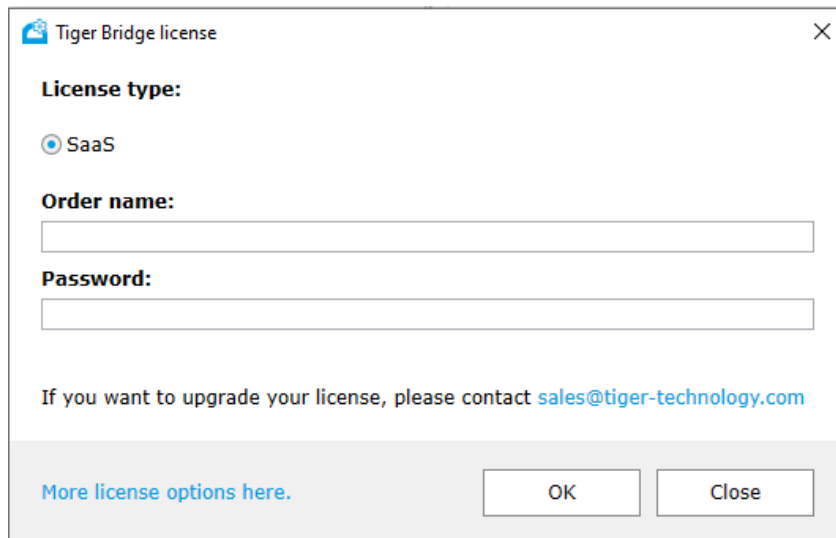 Tiger Bridge license
License type:
SaaS
Order name:
Password:
If you want to upgrade your license, please contact sales@tiger-technology.com
More license options here.
OK
Close